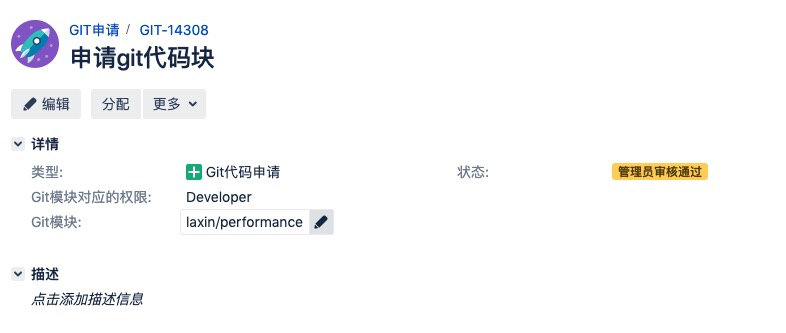 GIT申请 / GIT-14308
申请git代码块
编辑 分配 更多
详情
类型: Git代码申请 状态: 管理员审核通过
Git模块对应的权限: Developer
Git模块: laxin/performance
描述
点击添加描述信息